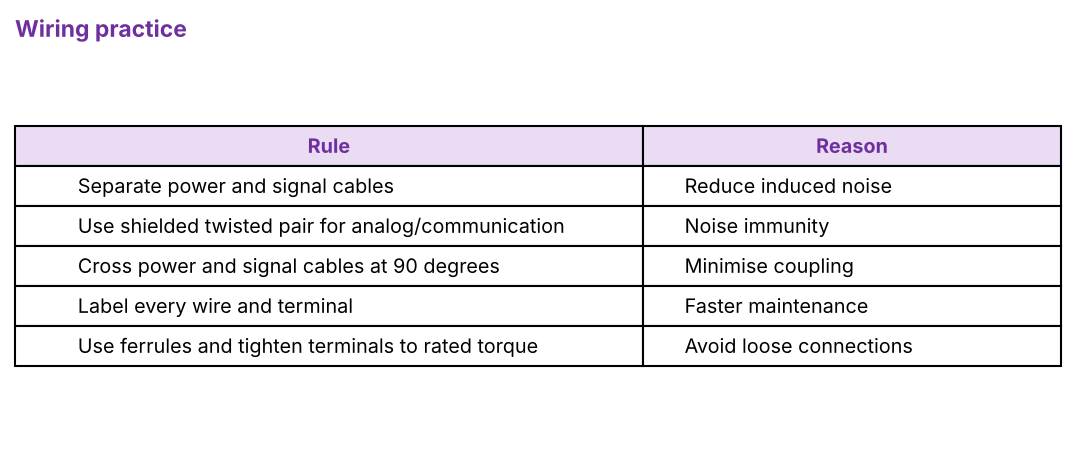 Wiring practice
Rule Reason
Separate power and signal cables Reduce induced noise
Use shielded twisted pair for analog/communication Noise immunity
Cross power and signal cables at 90 degrees Minimise coupling
Label every wire and terminal Faster maintenance
Use ferrules and tighten terminals to rated torque Avoid loose connections